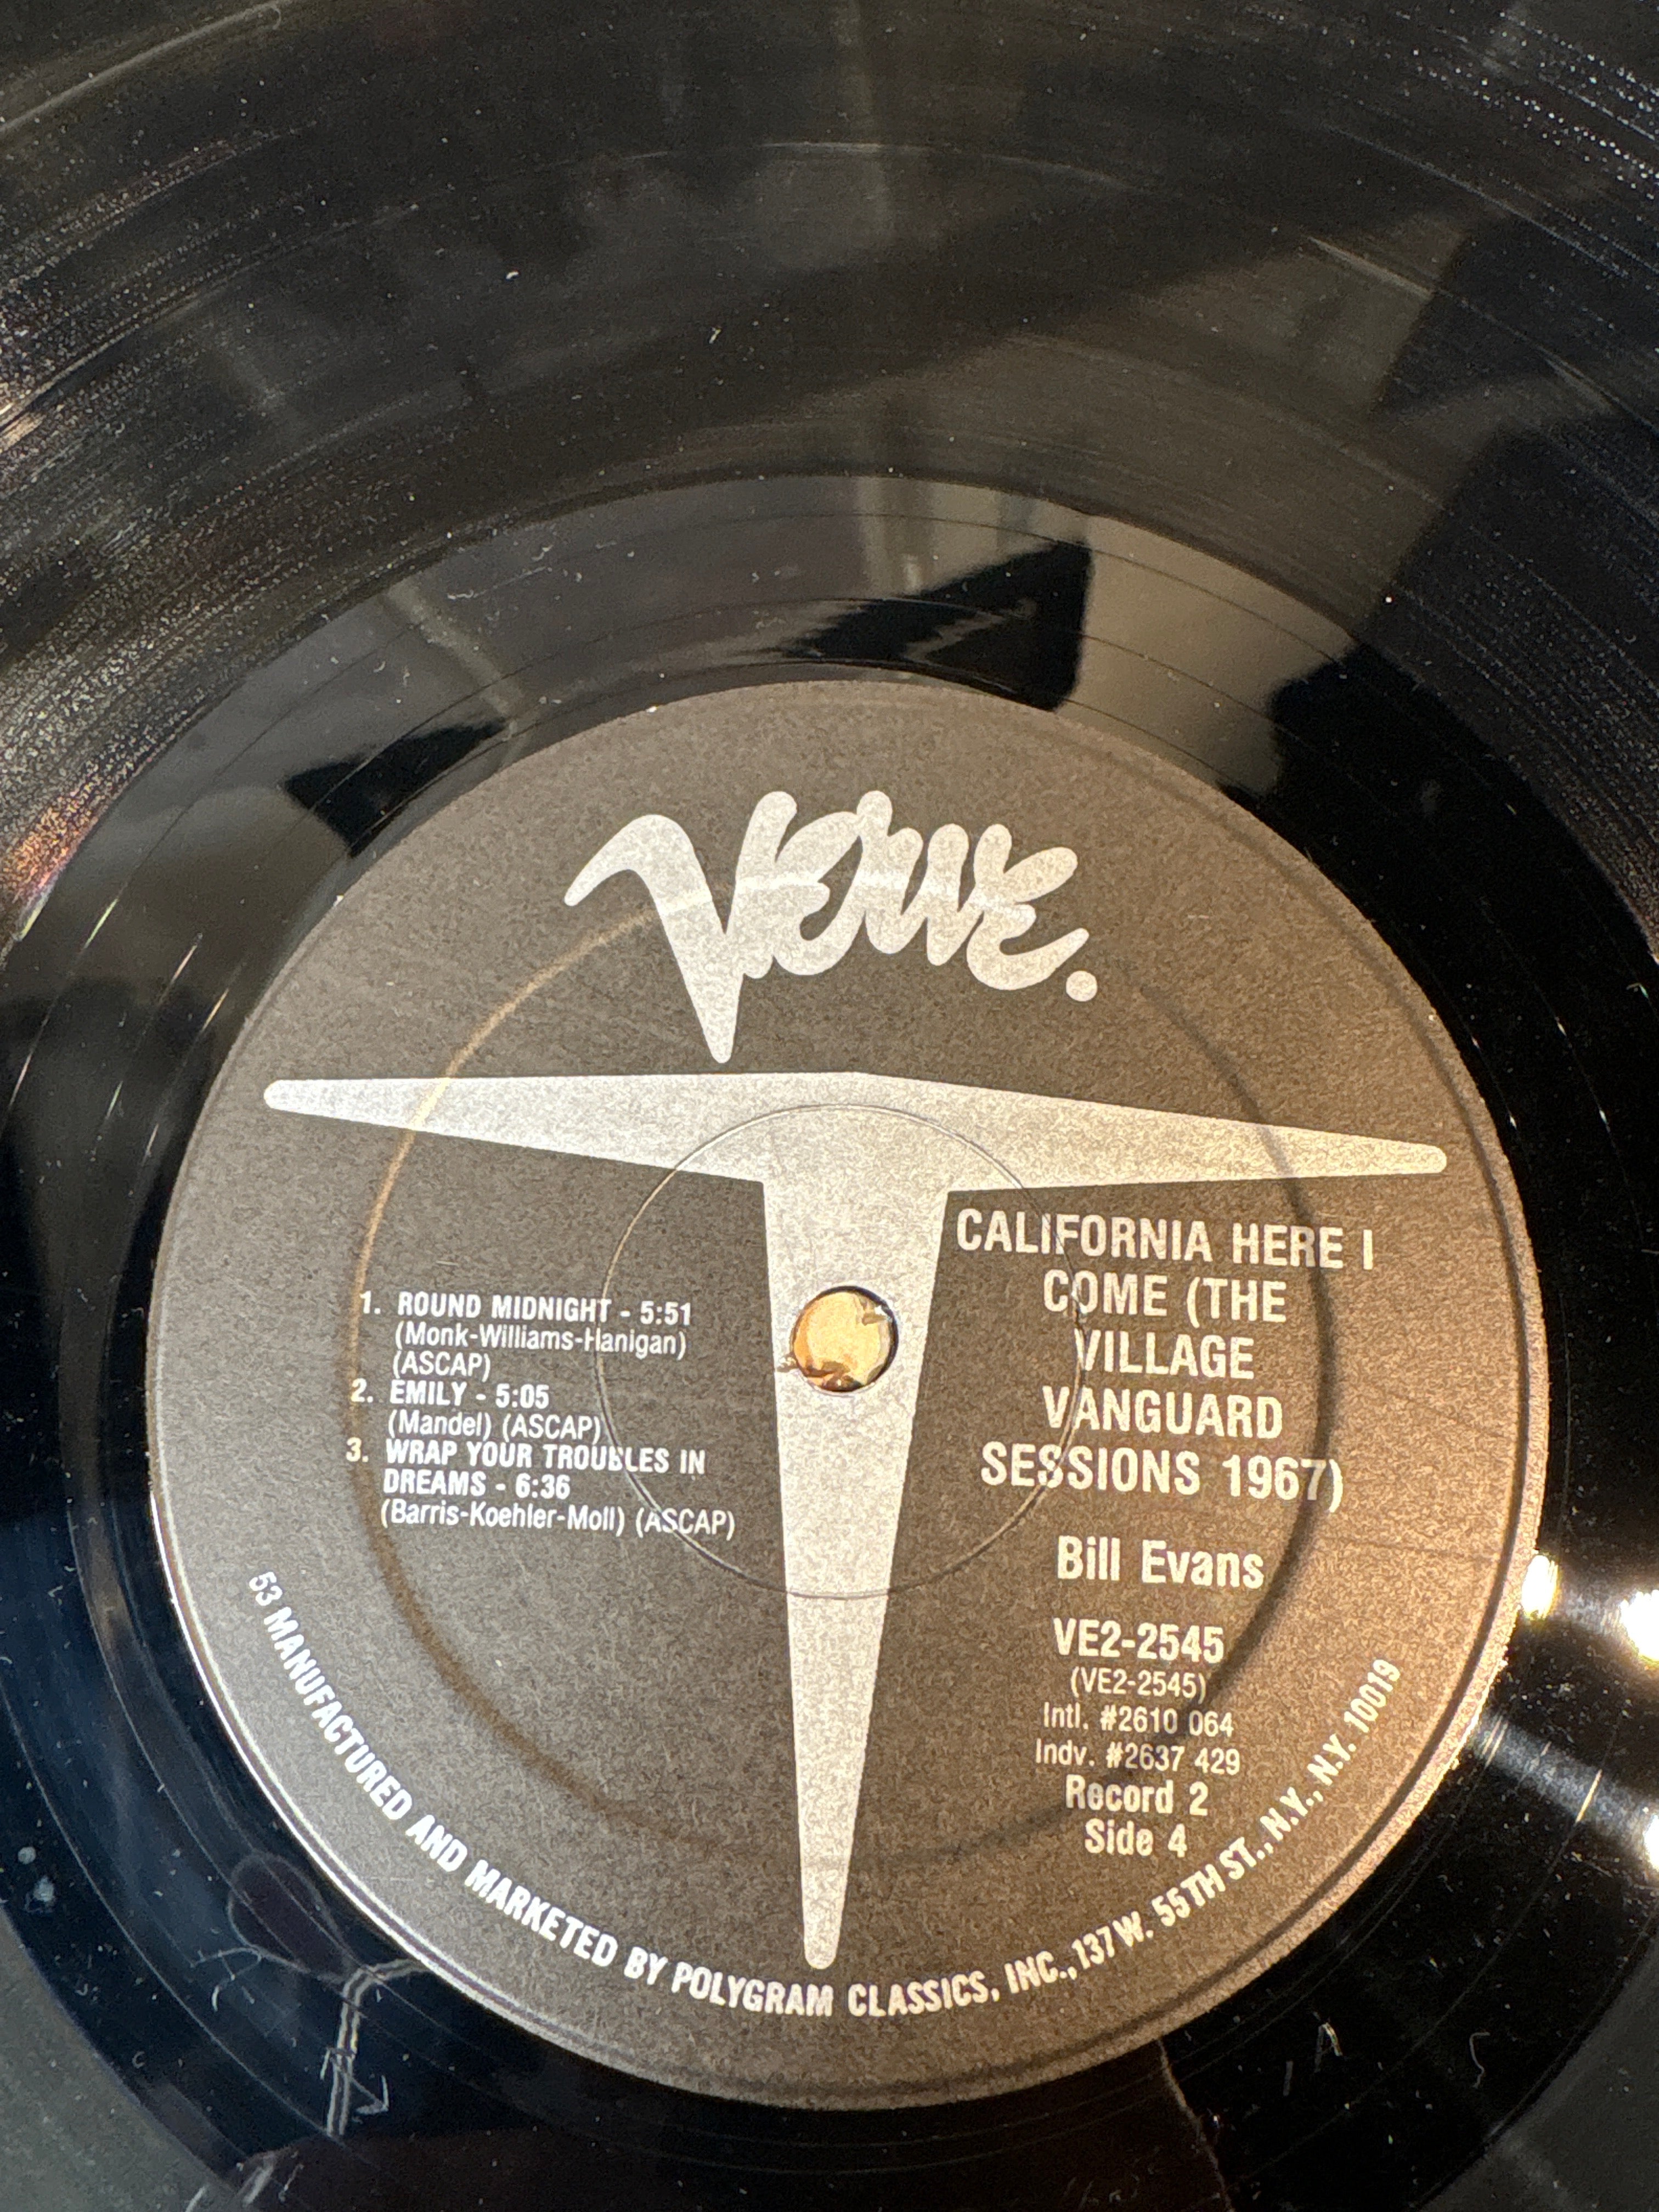 Verve.
1. ROUND MIDNIGHT - 5:51
(Monk-Williams-Hanigan)
(ASCAP)
2. EMILY - 5:05
(Mandel) (ASCAP)
3. WRAP YOUR TROUBLES IN
DREAMS - 6:36
(Barris-Koehler-Moll) (ASCAP)
CALIFORNIA HERE I
COME (THE
VILLAGE
VANGUARD
SESSIONS 1967)
Bill Evans
VE2-2545
(VE2-2545)
Intl. #2610 064
Indv. #2637 429
Record 2
Side 4
53 MANUFACTURED AND MARKETED BY POLYGRAM CLASSICS, INC., 137 W. 55TH ST., N.Y., N.Y. 10019